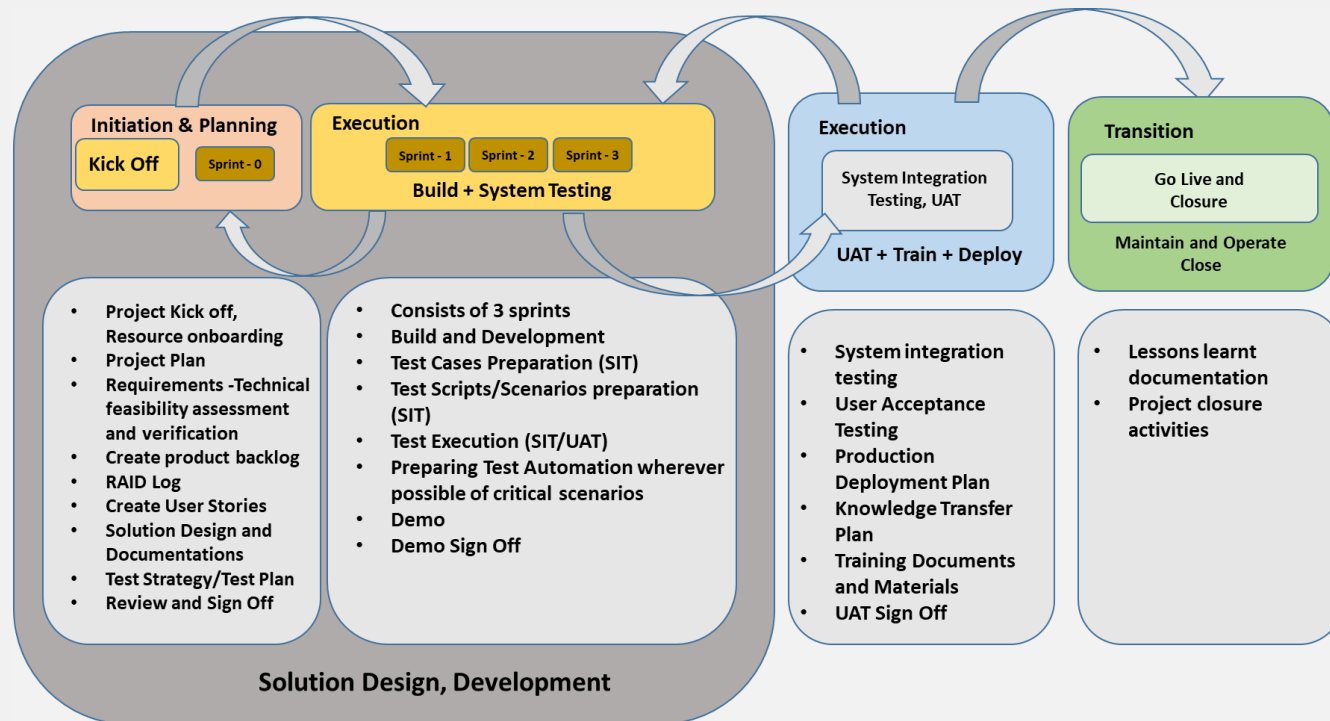 Initiation & Planning
Kick Off
Sprint - 0
Execution
Sprint - 1
Sprint - 2
Sprint - 3
Build + System Testing
Execution
System Integration
Testing, UAT
UAT + Train + Deploy
Transition
Go Live and
Closure
Maintain and Operate
Close
• Project Kick off,
Resource onboarding
• Project Plan
• Requirements -Technical
feasibility assessment
and verification
• Create product backlog
• RAID Log
• Create User Stories
• Solution Design and
Documentations
• Test Strategy/Test Plan
• Review and Sign Off
• Consists of 3 sprints
• Build and Development
• Test Cases Preparation (SIT)
• Test Scripts/Scenarios preparation
(SIT)
• Test Execution (SIT/UAT)
• Preparing Test Automation wherever
possible of critical scenarios
• Demo
• Demo Sign Off
• System integration
testing
• User Acceptance
Testing
• Production
Deployment Plan
• Knowledge Transfer
Plan
• Training Documents
and Materials
• UAT Sign Off
• Lessons learnt
documentation
• Project closure
activities
Solution Design, Development